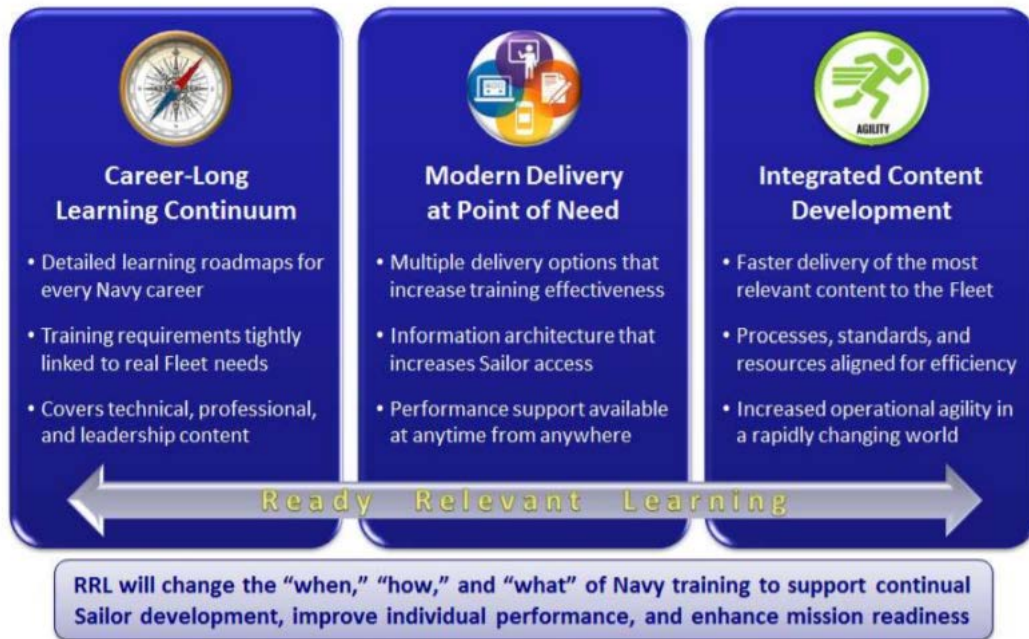 Career-Long
Learning Continuum
• Detailed learning roadmaps for
every Navy career
• Training requirements tightly
linked to real Fleet needs
• Covers technical, professional,
and leadership content
Modern Delivery
at Point of Need
• Multiple delivery options that
increase training effectiveness
• Information architecture that
increases Sailor access
• Performance support available
at anytime from anywhere
AGILITY
Integrated Content
Development
• Faster delivery of the most
relevant content to the Fleet
• Processes, standards, and
resources aligned for efficiency
• Increased operational agility in
a rapidly changing world
Ready Relevant Learning
RRL will change the “when,” “how,” and “what” of Navy training to support continual
Sailor development, improve individual performance, and enhance mission readiness